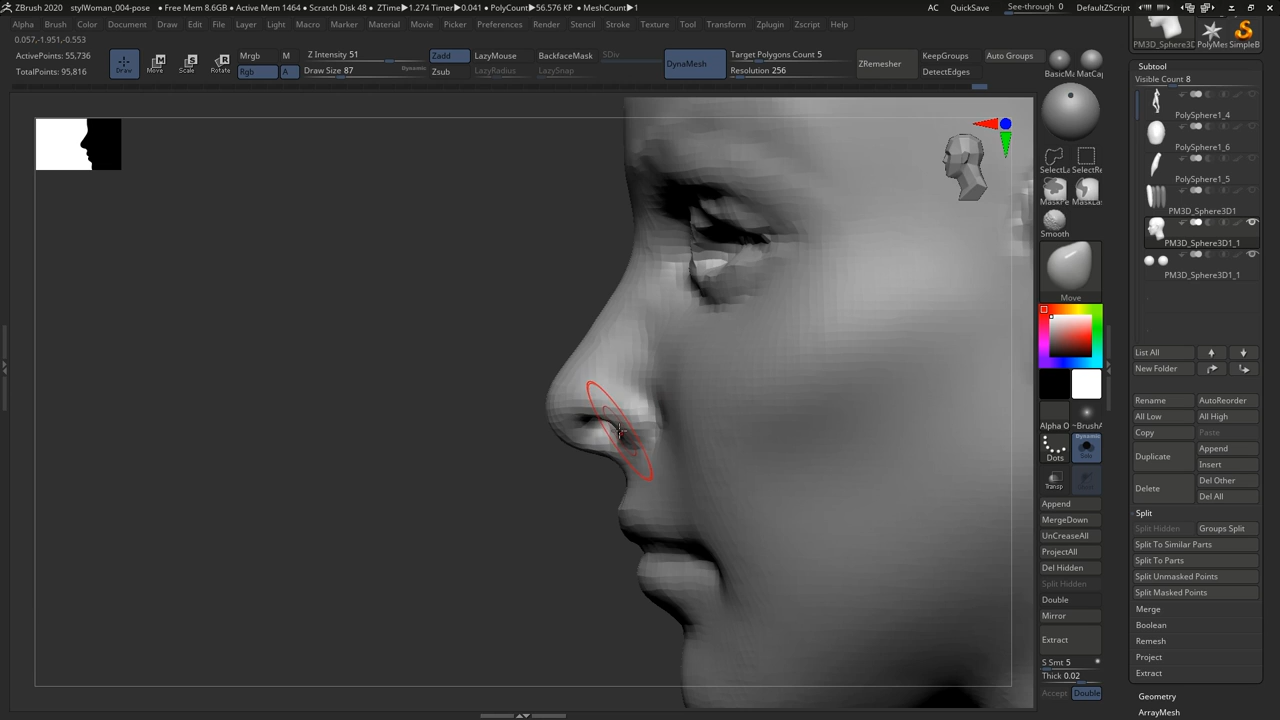 ZBrush 2020 stylWoman_004-pose • Free Mem 8.6GB • Active Mem 1464 • Scratch Disk 48 • ZTime▶1.274 Timer▶0.041 • PolyCount▶56.576 KP • MeshCount▶1 AC QuickSave See-through 0 Menus DefaultZScript
Alpha Brush Color Document Draw Edit File Layer Light Macro Marker Material Movie Picker Preferences Render Stencil Stroke Texture Tool Transform Zplugin Zscript Help
0.057,-1.951,-0.553
ActivePoints: 55,736
TotalPoints: 95,816
Draw Move Scale Rotate
Mrgb M
Rgb A
Z Intensity 51
Draw Size 87 Dynamic
Zadd
Zsub
LazyMouse
LazyRadius
BackfaceMask
LazySnap
SDiv
DynaMesh
Target Polygons Count 5
Resolution 256
ZRemesher
KeepGroups
DetectEdges
Auto Groups
BasicMa MatCap
SelectLa SelectRe
MaskPe MaskLas
Smooth
Move
Alpha O ~BrushA
Dots
Dynamic
Solo
Transp
Append
MergeDown
UnCreaseAll
ProjectAll
Del Hidden
Split Hidden
Double
Mirror
Extract
S Smt 5
Thick 0.02
Accept Double
PM3D_Sphere3D PolyMes SimpleB
Subtool
Visible Count 8
PolySphere1_4
PolySphere1_6
PolySphere1_5
PM3D_Sphere3D1
PM3D_Sphere3D1_1
PM3D_Sphere3D1_1
List All
New Folder
Rename AutoReorder
All Low All High
Copy Paste
Duplicate Append
Insert
Delete Del Other
Del All
Split
Split Hidden Groups Split
Split To Similar Parts
Split To Parts
Split Unmasked Points
Split Masked Points
Merge
Boolean
Remesh
Project
Extract
Geometry
ArrayMesh